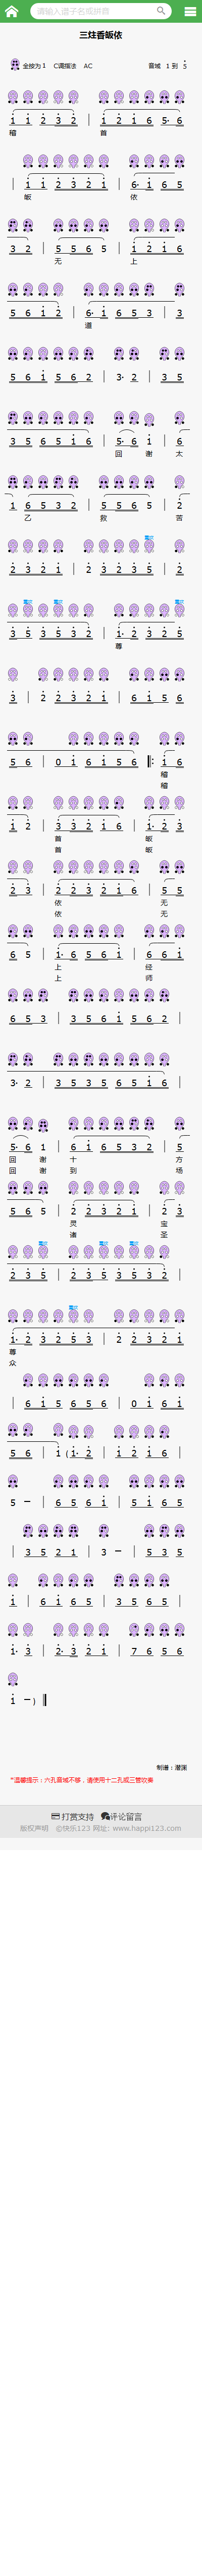 请输入谱子名或拼音
三炷香皈依
全按为 1 C调指法 AC 音域 1 到 5
1 1 2 3 2 | 1 2 1 6 5· 6
稽 首
| 1 1 2 3 2 1 | 6· 1 6 5
皈 依
3 2 | 5 5 6 5 | 1 2 1 6
无 上
5 6 1 2 | 6· 1 6 5 3 | 3
道
5 6 1 5 6 2 | 3· 2 | 3 5
3 5 6 5 1 6 | 5· 6 1 | 6
回 谢 太
1 6 5 3 2 | 5 5 6 5 | 2
乙 救 苦
2 3 2 1 | 2 3 2 3 5 | 2
3 5 3 5 3 2 | 1· 2 3 2 5
尊
3 | 2 2 3 2 1 | 6 1 5 6
5 6 | 0 1 6 1 5 6 ‖: 1 6
稽
稽
1 2 | 3 3 2 1 6 | 1· 2 3
首 皈
首 皈
2 3 | 2 2 3 2 1 6 | 5 5
依 无
依 无
6 5 | 1· 6 5 6 1 | 6 6 1
上 经
上 师
6 5 3 | 3 5 6 1 5 6 2 |
3· 2 | 3 5 3 5 6 5 1 6 |
5· 6 1 | 6 1 6 5 3 2 | 5
回 谢 十 方
回 谢 到 场
5 6 5 | 2 2 3 2 1 | 2 3
灵 宝
诸 圣
2 3 5 | 2 3 5 3 5 3 2 |
1· 2 3 2 5 3 | 2 2 3 2 1
尊
众
| 6 1 5 6 5 6 | 0 1 6 1
5 6 | 1 (1· 2 | 1 2 1 6 |
5 – | 6 5 6 1 | 5 1 6 5
| 3 5 2 1 | 3 – | 5 3 5
1 | 6 1 6 5 | 3 5 6 5 |
1· 3 | 2· 3 2 1 | 7 6 5 6
1 – ) ‖
*温馨提示：六孔音域不够，请使用十二孔或三管吹奏
打赏支持 评论留言
版权声明 ©快乐123 网址: www.happi123.com